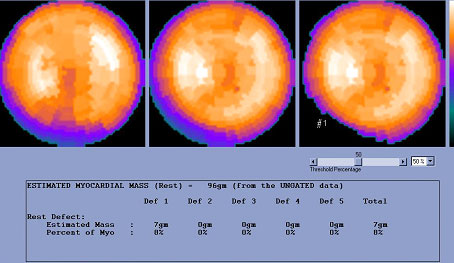 #1
50
50 %
Threshold Percentage
ESTIMATED MYOCARDIAL MASS (Rest) = 96gm (from the UNGATED data)
Def 1 Def 2 Def 3 Def 4 Def 5 Total
Rest Defect:
Estimated Mass : 7gm 0gm 0gm 0gm 0gm 7gm
Percent of Myo : 8% 0% 0% 0% 0% 8%